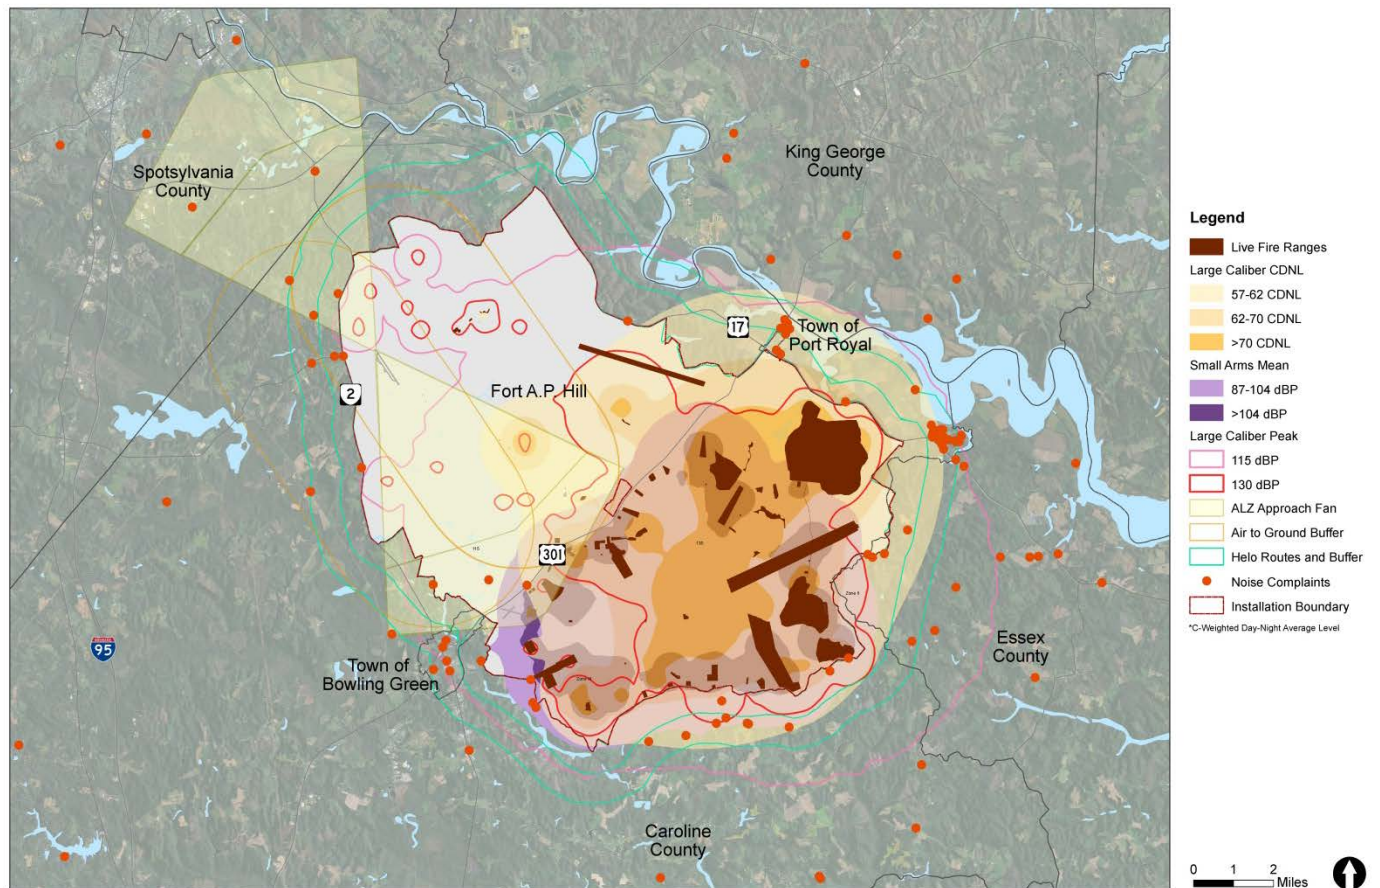 Spotsylvania
County
King George
County
17
Town of
Port Royal
Fort A.P. Hill
2
301
95
Town of
Bowling Green
Essex
County
Caroline
County
Legend
Live Fire Ranges
Large Caliber CDNL
57-62 CDNL
62-70 CDNL
>70 CDNL
Small Arms Mean
87-104 dBP
>104 dBP
Large Caliber Peak
115 dBP
130 dBP
ALZ Approach Fan
Air to Ground Buffer
Helo Routes and Buffer
Noise Complaints
Installation Boundary
*C-Weighted Day-Night Average Level
0 1 2
Miles